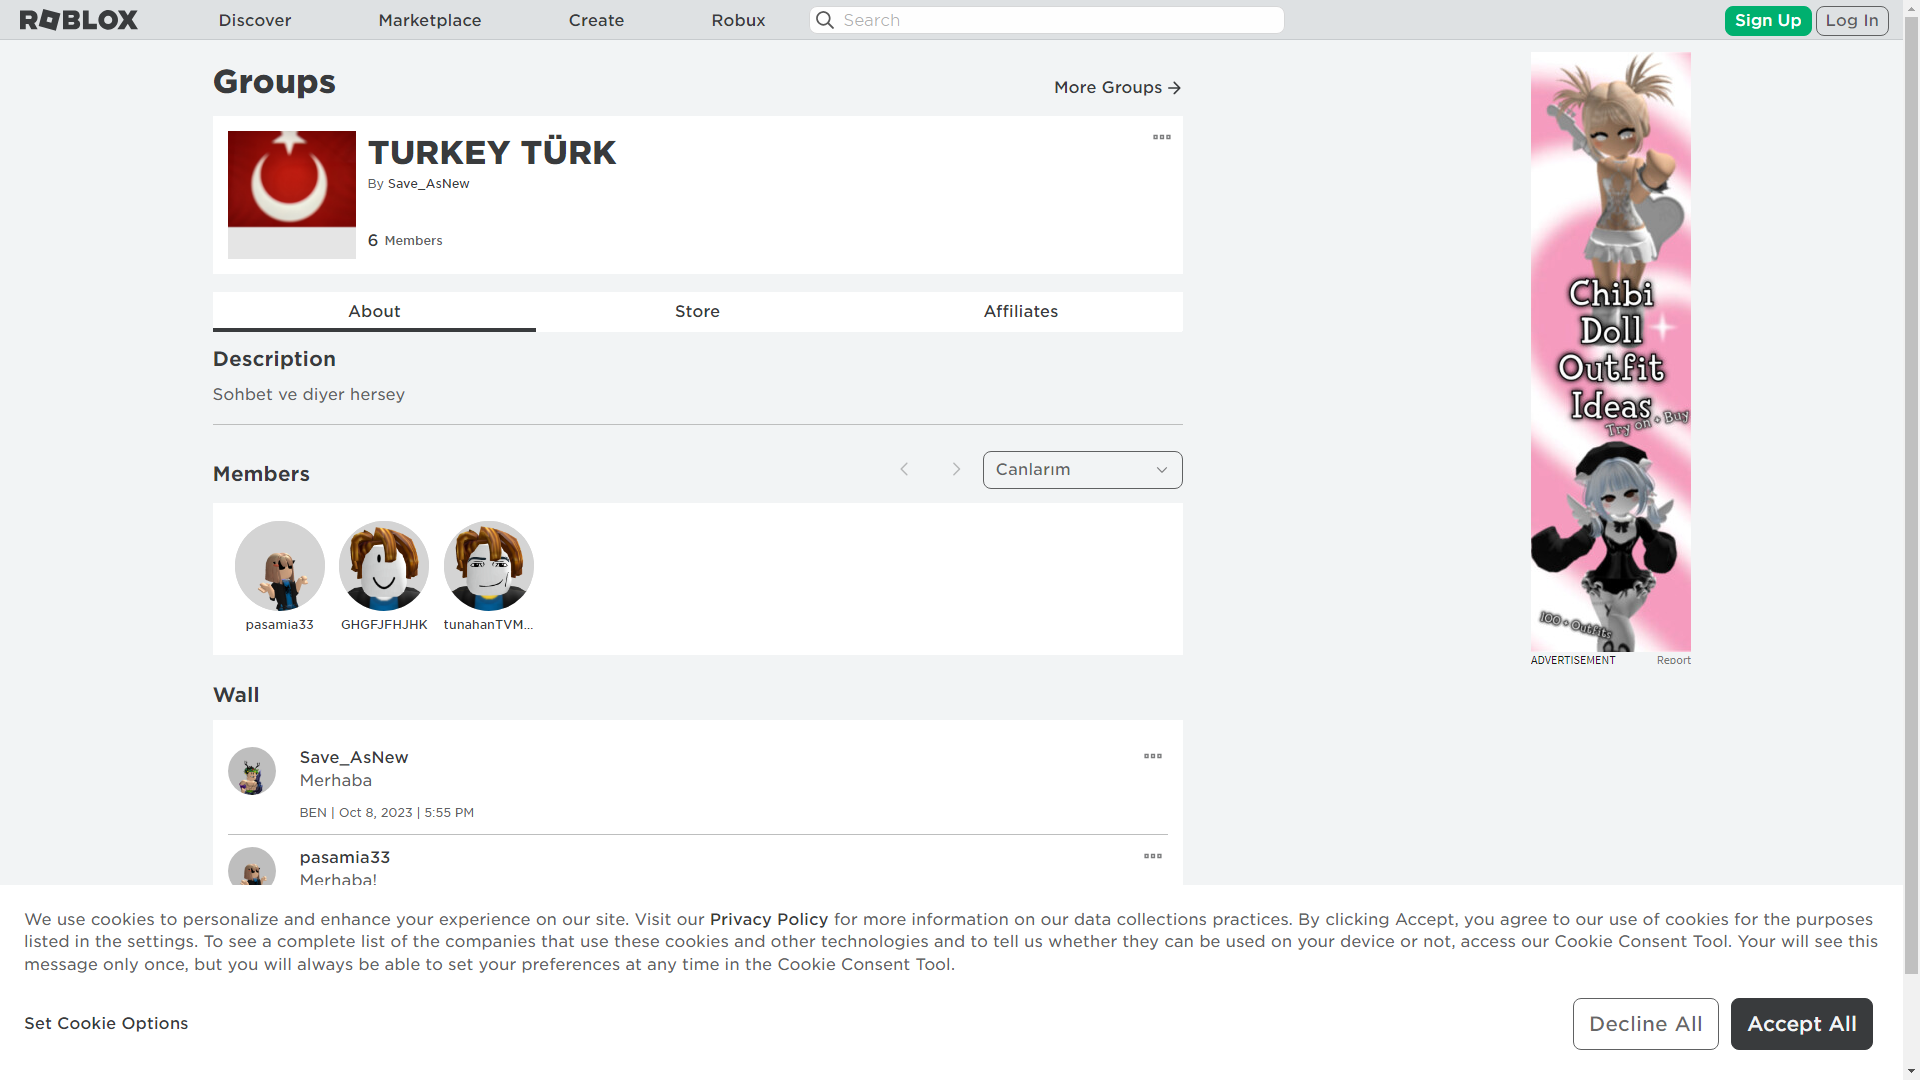 ROBLOX Discover Marketplace Create Robux Search Sign Up Log In
Groups
More Groups
TURKEY TÜRK
By Save_AsNew
6 Members
About Store Affiliates
Description
Sohbet ve diyer hersey
Members
Canlarım
pasamia33 GHGFJFHJHK tunahanTVM...
Wall
Save_AsNew
Merhaba
BEN | Oct 8, 2023 | 5:55 PM
pasamia33
Merhaba!
Chibi
Doll
Outfit
Ideas
Try on + Buy
100 + Outfits
ADVERTISEMENT Report
We use cookies to personalize and enhance your experience on our site. Visit our Privacy Policy for more information on our data collections practices. By clicking Accept, you agree to our use of cookies for the purposes
listed in the settings. To see a complete list of the companies that use these cookies and other technologies and to tell us whether they can be used on your device or not, access our Cookie Consent Tool. Your will see this
message only once, but you will always be able to set your preferences at any time in the Cookie Consent Tool.
Set Cookie Options
Decline All
Accept All